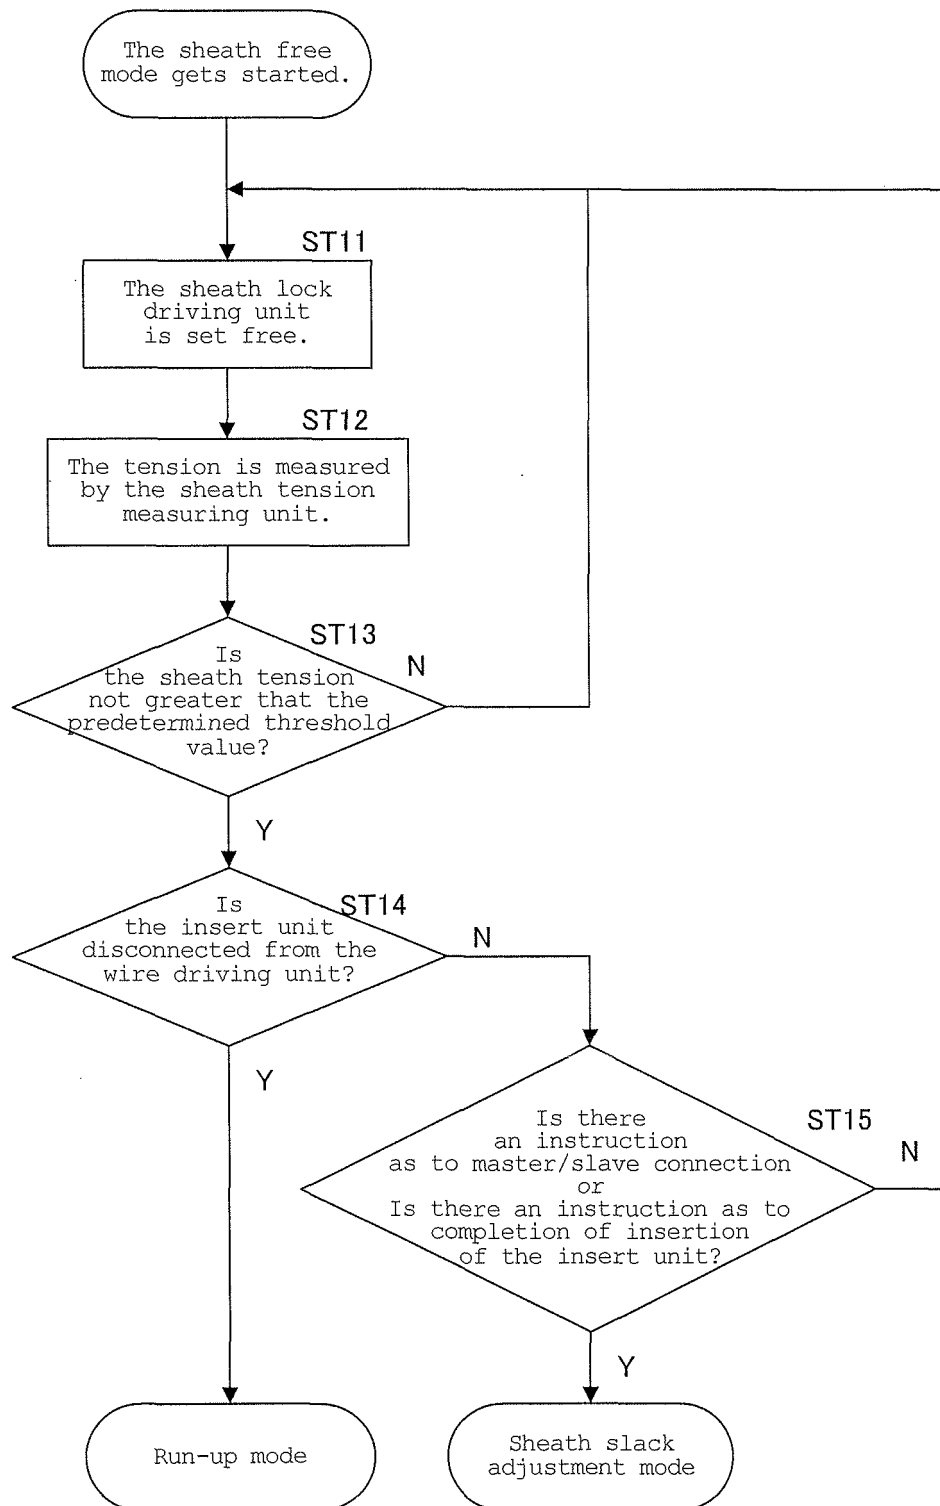 The sheath free
mode gets started.
ST11
The sheath lock
driving unit
is set free.
ST12
The tension is measured
by the sheath tension
measuring unit.
ST13
Is
the sheath tension
not greater that the
predetermined threshold
value?
N
Y
ST14
Is
the insert unit
disconnected from the
wire driving unit?
N
Y
ST15
Is there
an instruction
as to master/slave connection
or
Is there an instruction as to
completion of insertion
of the insert unit?
N
Y
Run-up mode
Sheath slack
adjustment mode